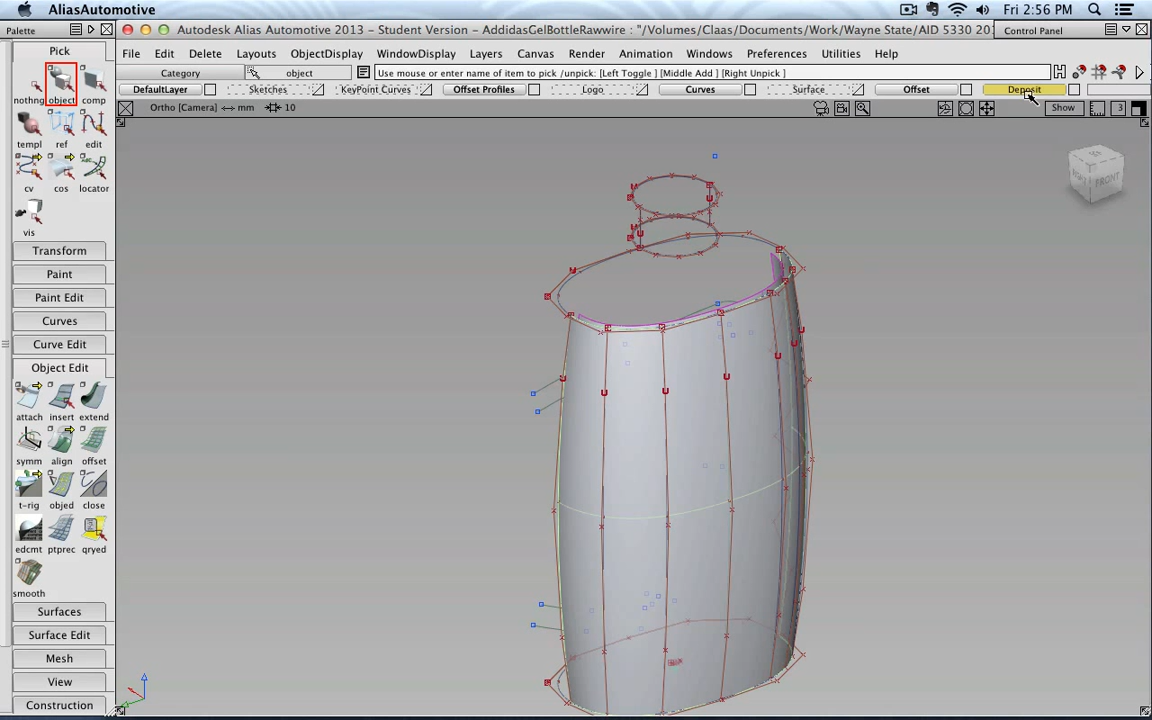 AliasAutomotive
Fri 2:56 PM
Palette
Autodesk Alias Automotive 2013 - Student Version - AddidasGelBottleRawwire : "/Volumes/Claas/Documents/Work/Wayne State/AID 5330 201
Control Panel
File Edit Delete Layouts ObjectDisplay WindowDisplay Layers Canvas Render Animation Windows Preferences Utilities Help
Category object Use mouse or enter name of item to pick /unpick: [Left Toggle ] [Middle Add ] [Right Unpick ]
DefaultLayer Sketches KeyPoint Curves Offset Profiles Logo Curves Surface Offset Deposit
Ortho [Camera] mm 10 Show 3
Pick
nothng object comp
templ ref edit
cv cos locator
vis
Transform
Paint
Paint Edit
Curves
Curve Edit
Object Edit
attach insert extend
symm align offset
t-rig objed close
edcmt ptprec qryed
smooth
Surfaces
Surface Edit
Mesh
View
Construction
FRONT